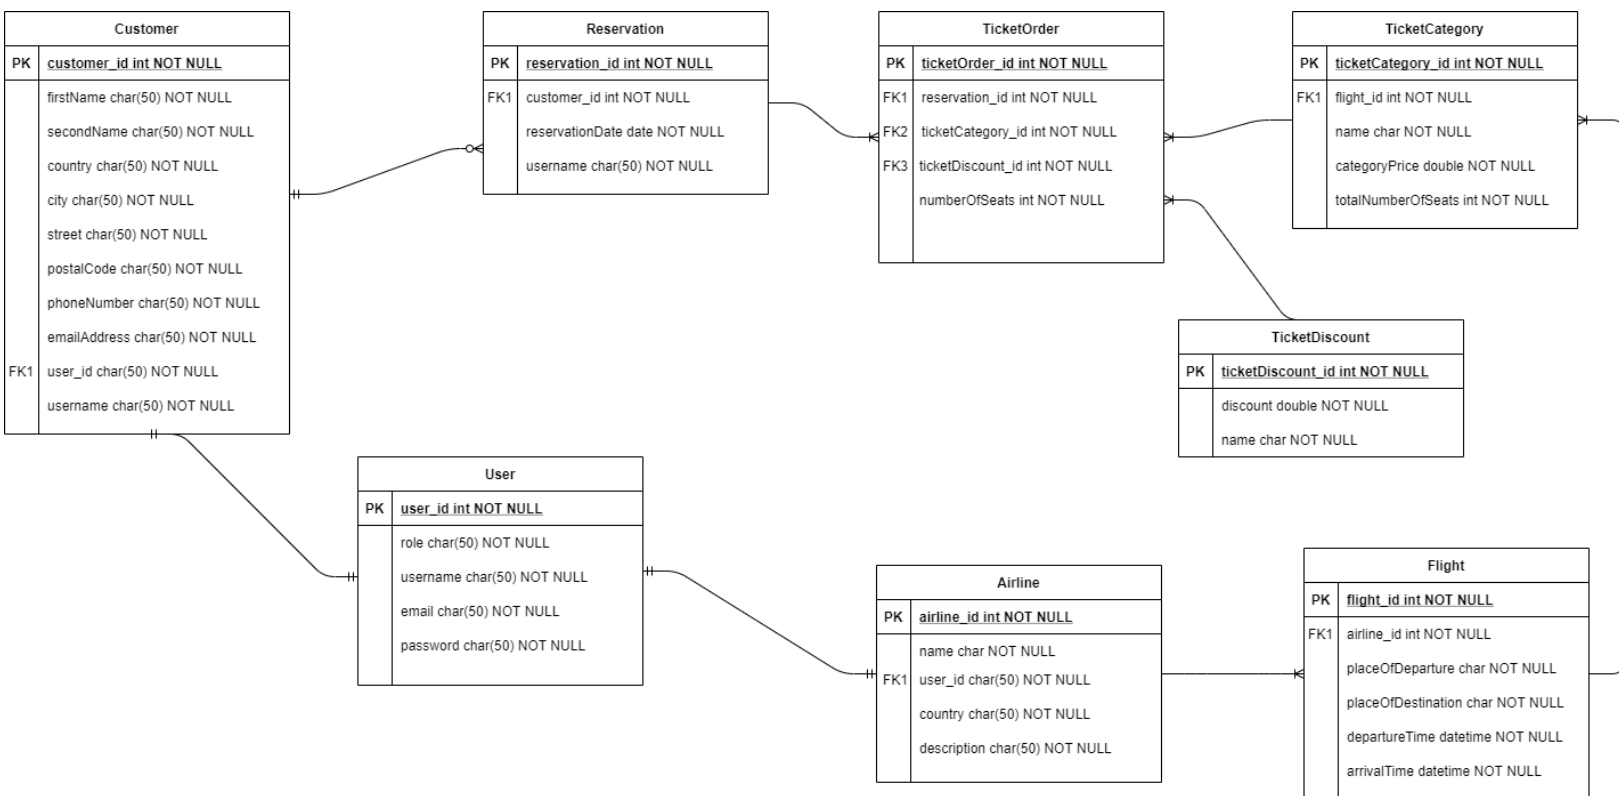 Customer
PK customer_id int NOT NULL
firstName char(50) NOT NULL
secondName char(50) NOT NULL
country char(50) NOT NULL
city char(50) NOT NULL
street char(50) NOT NULL
postalCode char(50) NOT NULL
phoneNumber char(50) NOT NULL
emailAddress char(50) NOT NULL
FK1 user_id char(50) NOT NULL
username char(50) NOT NULL
Reservation
PK reservation_id int NOT NULL
FK1 customer_id int NOT NULL
reservationDate date NOT NULL
username char(50) NOT NULL
TicketOrder
PK ticketOrder_id int NOT NULL
FK1 reservation_id int NOT NULL
FK2 ticketCategory_id int NOT NULL
FK3 ticketDiscount_id int NOT NULL
numberOfSeats int NOT NULL
TicketCategory
PK ticketCategory_id int NOT NULL
FK1 flight_id int NOT NULL
name char NOT NULL
categoryPrice double NOT NULL
totalNumberOfSeats int NOT NULL
TicketDiscount
PK ticketDiscount_id int NOT NULL
discount double NOT NULL
name char NOT NULL
User
PK user_id int NOT NULL
role char(50) NOT NULL
username char(50) NOT NULL
email char(50) NOT NULL
password char(50) NOT NULL
Airline
PK airline_id int NOT NULL
name char NOT NULL
FK1 user_id char(50) NOT NULL
country char(50) NOT NULL
description char(50) NOT NULL
Flight
PK flight_id int NOT NULL
FK1 airline_id int NOT NULL
placeOfDeparture char NOT NULL
placeOfDestination char NOT NULL
departureTime datetime NOT NULL
arrivalTime datetime NOT NULL